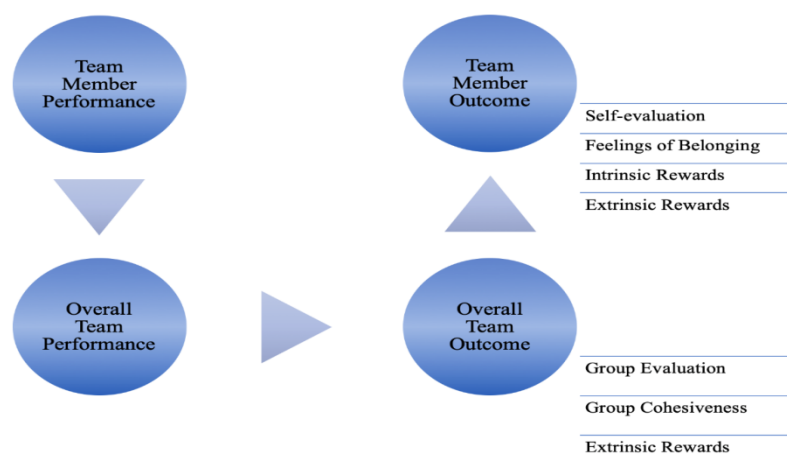 Team
Member
Performance
Team
Member
Outcome
Self-evaluation
Feelings of Belonging
Intrinsic Rewards
Extrinsic Rewards
Overall
Team
Performance
Overall
Team
Outcome
Group Evaluation
Group Cohesiveness
Extrinsic Rewards